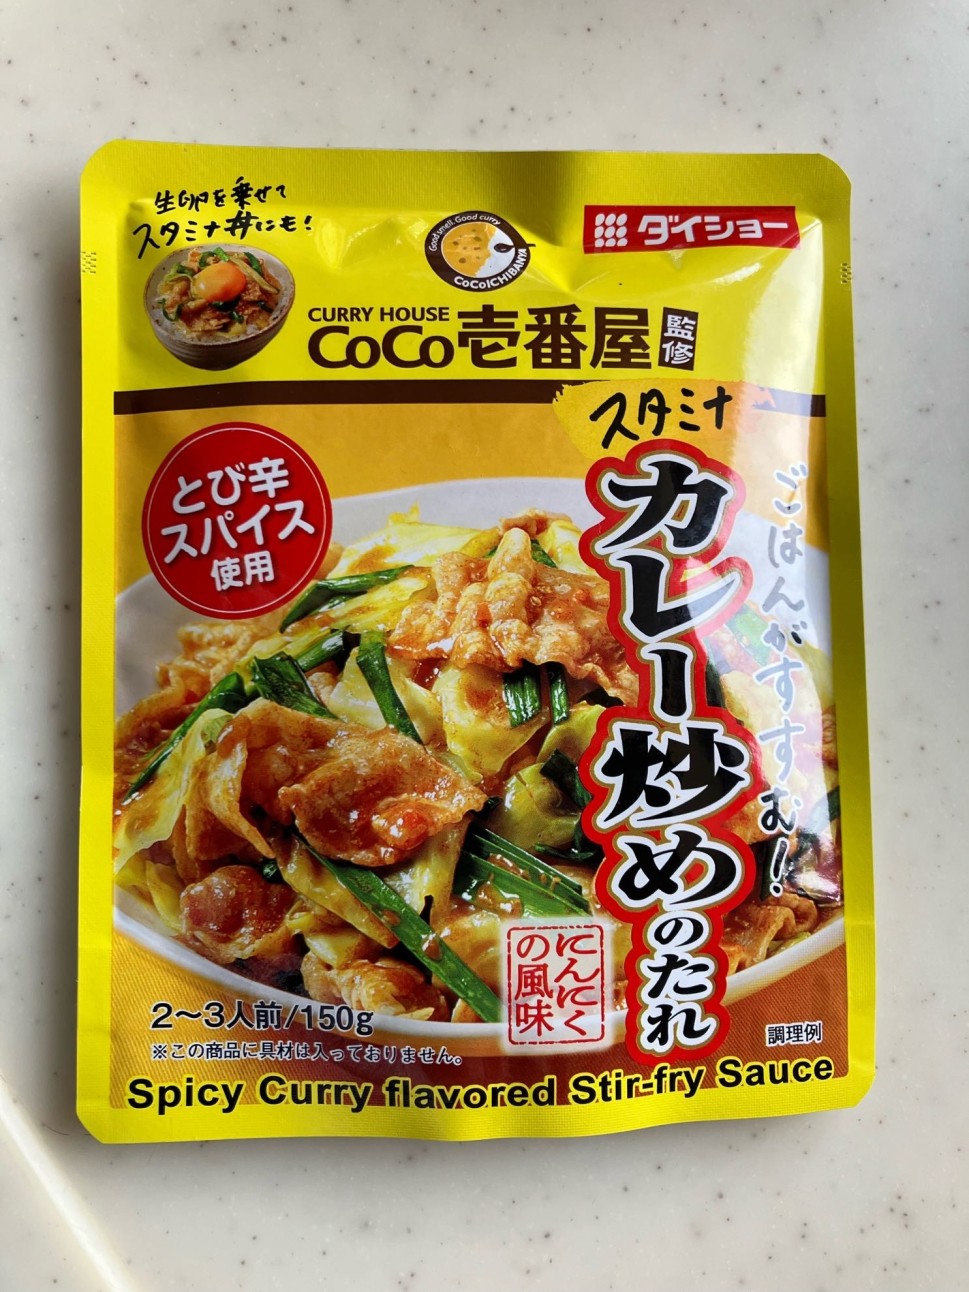 生卵を乗せて
スタミナ丼にも!
Good smell. Good curry
CoCoICHIBANYA
ダイショー
CURRY HOUSE
CoCo壱番屋
監修
スタミナ
カレー炒めのたれ
ごはんがすすむ!
とび辛
スパイス
使用
にんにく
の風味
2〜3人前/150g
※この商品に具材は入っておりません。
調理例
Spicy Curry flavored Stir-fry Sauce